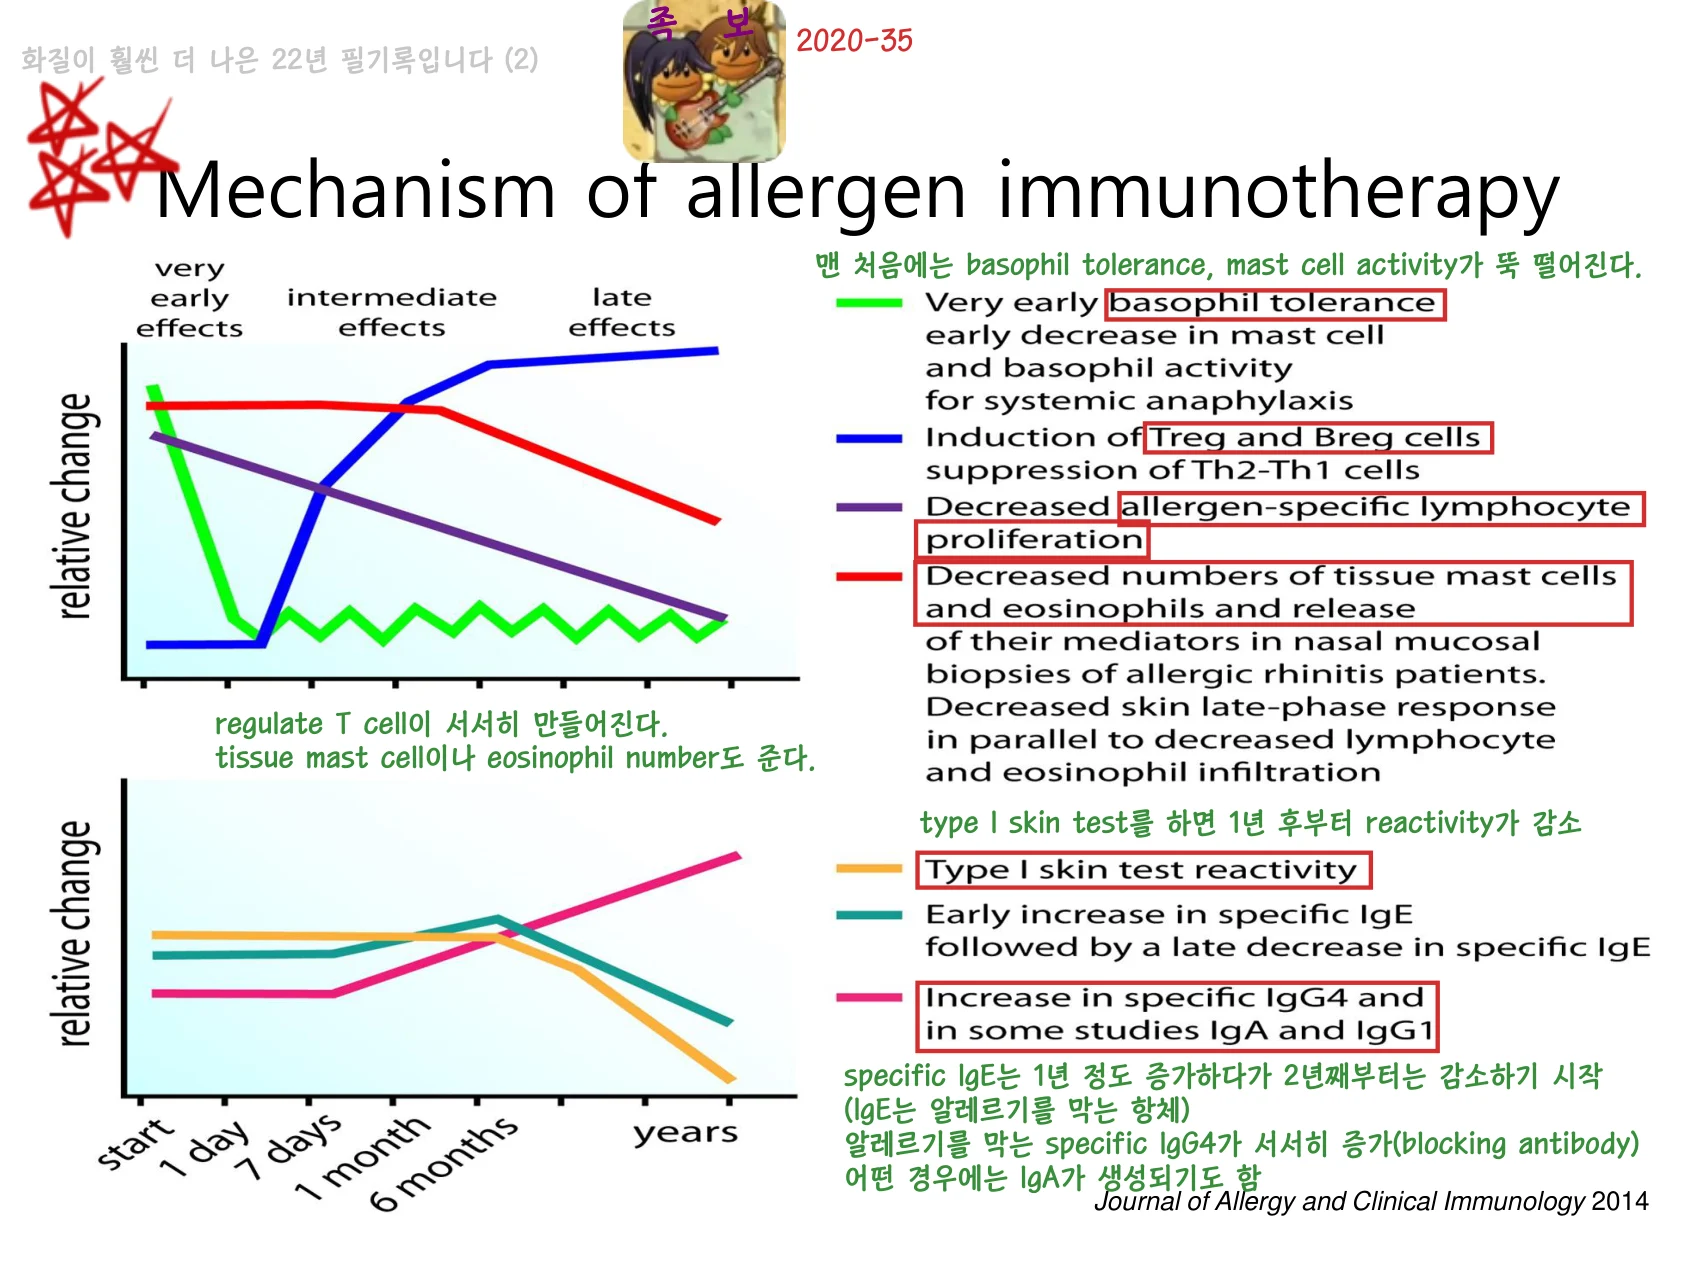 화질이 훨씬 더 나은 22년 필기록입니다 (2)
족 보
2020-35
Mechanism of allergen immunotherapy
very
early
effects
intermediate
effects
late
effects
relative change
맨 처음에는 basophil tolerance, mast cell activity가 뚝 떨어진다.
Very early basophil tolerance
early decrease in mast cell
and basophil activity
for systemic anaphylaxis
Induction of Treg and Breg cells
suppression of Th2-Th1 cells
Decreased allergen-specific lymphocyte
proliferation
Decreased numbers of tissue mast cells
and eosinophils and release
of their mediators in nasal mucosal
biopsies of allergic rhinitis patients.
Decreased skin late-phase response
in parallel to decreased lymphocyte
and eosinophil infiltration
regulate T cell이 서서히 만들어진다.
tissue mast cell이나 eosinophil number도 준다.
relative change
start
1 day
7 days
1 month
6 months
years
type I skin test를 하면 1년 후부터 reactivity가 감소
Type I skin test reactivity
Early increase in specific IgE
followed by a late decrease in specific IgE
Increase in specific IgG4 and
in some studies IgA and IgG1
specific IgE는 1년 정도 증가하다가 2년째부터는 감소하기 시작
(IgE는 알레르기를 막는 항체)
알레르기를 막는 specific IgG4가 서서히 증가(blocking antibody)
어떤 경우에는 IgA가 생성되기도 함
Journal of Allergy and Clinical Immunology 2014